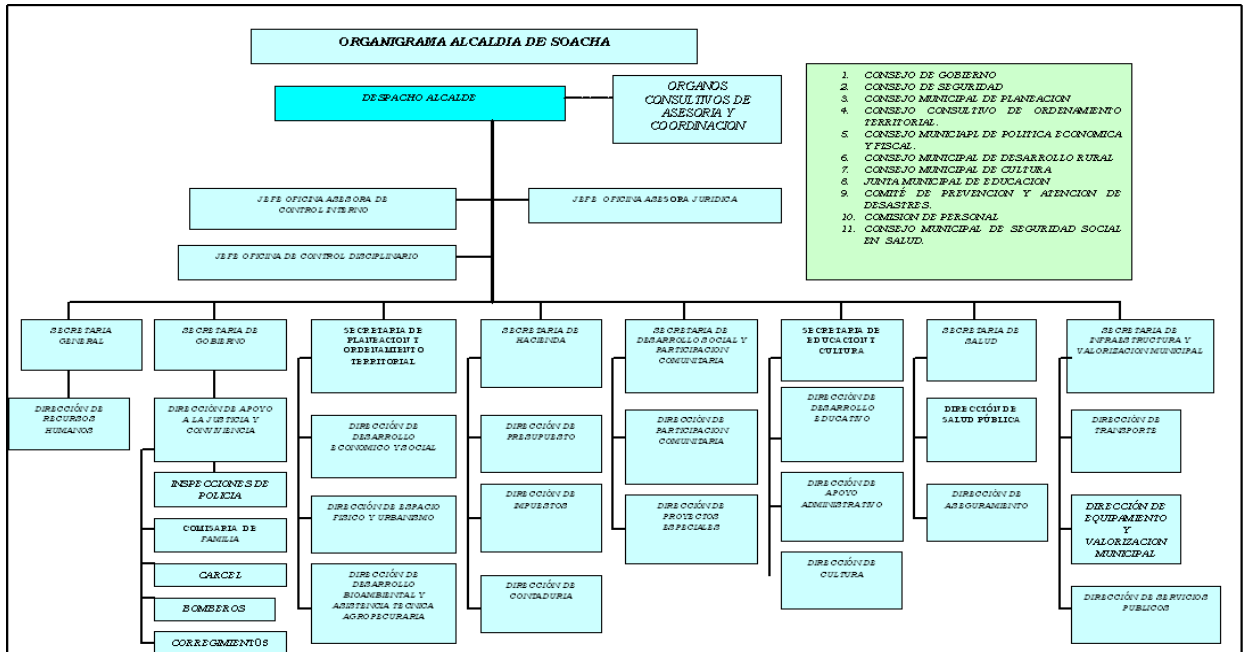 ORGANIGRAMA ALCALDIA DE SOACHA
DESPACHO ALCALDE
ORGANOS
CONSULTIVOS DE
ASESORIA Y
COORDINACION
1. CONSEJO DE GOBIERNO
2. CONSEJO DE SEGURIDAD
3. CONSEJO MUNICIPAL DE PLANEACION
4. CONSEJO CONSULTIVO DE ORDENAMIENTO
TERRITORIAL.
5. CONSEJO MUNICIAPL DE POLITICA ECONOMICA
Y FISCAL.
6. CONSEJO MUNICIPAL DE DESARROLLO RURAL
7. CONSEJO MUNICIPAL DE CULTURA
8. JUNTA MUNICIPAL DE EDUCACION
9. COMITÉ DE PREVENCION Y ATENCION DE
DESASTRES.
10. COMISION DE PERSONAL
11. CONSEJO MUNICIPAL DE SEGURIDAD SOCIAL
EN SALUD.
JEFE OFICINA ASESORA DE
CONTROL INTERNO
JEFE OFICINA ASESORA JURIDICA
JEFE OFICINA DE CONTROL DISCIPLINARIO
SECRETARIA
GENERAL
DIRECCIÓN DE
RECURSOS
HUMANOS
SECRETARIA DE
GOBIERNO
DIRECCIÓN DE APOYO
A LA JUSTICIA Y
CONVIVIENCIA
INSPECCIONES DE
POLICIA
COMISARIA DE
FAMILIA
CARCEL
BOMBEROS
CORREGIMIENTOS
SECRETARIA DE
PLANEACION Y
ORDENAMIENTO
TERRITORIAL
DIRECCIÓN DE
DESARROLLO
ECONOMICO Y SOCIAL
DIRECCIÓN DE ESPACIO
FISICO Y URBANISMO
DIRECCIÓN DE
DESARROLLO
BIOAMBIENTAL Y
ASISTENCIA TECNICA
AGROPECURARIA
SECRETARIA DE
HACIENDA
DIRECCIÓN DE
PRESUPUESTO
DIRECCIÓN DE
IMPUESTOS
DIRECCIÓN DE
CONTADURIA
SECRETARIA DE
DESARROLLO SOCIAL Y
PARTICIPACION
COMUNITARIA
DIRECCIÓN DE
PARTICIPACION
COMUNITARIA
DIRECCIÓN DE
PROYECTOS
ESPECIALES
SECRETARIA DE
EDUCACION Y
CULTURA
DIRECCIÓN DE
DESARROLLO
EDUCATIVO
DIRECCIÓN DE
APOYO
ADMINISTRATIVO
DIRECCIÓN DE
CULTURA
SECRETARIA DE
SALUD
DIRECCIÓN DE
SALUD PÚBLICA
DIRECCIÓN DE
ASEGURAMIENTO
SECRETARIA DE
INFRAESTRUCTURA Y
VALORIZACION MUNICIPAL
DIRECCIÓN DE
TRANSPORTE
DIRECCIÓN DE
EQUIPAMIENTO
Y
VALORIZACION
MUNICIPAL
DIRECCIÓN DE SERVICIOS
PUBLICOS